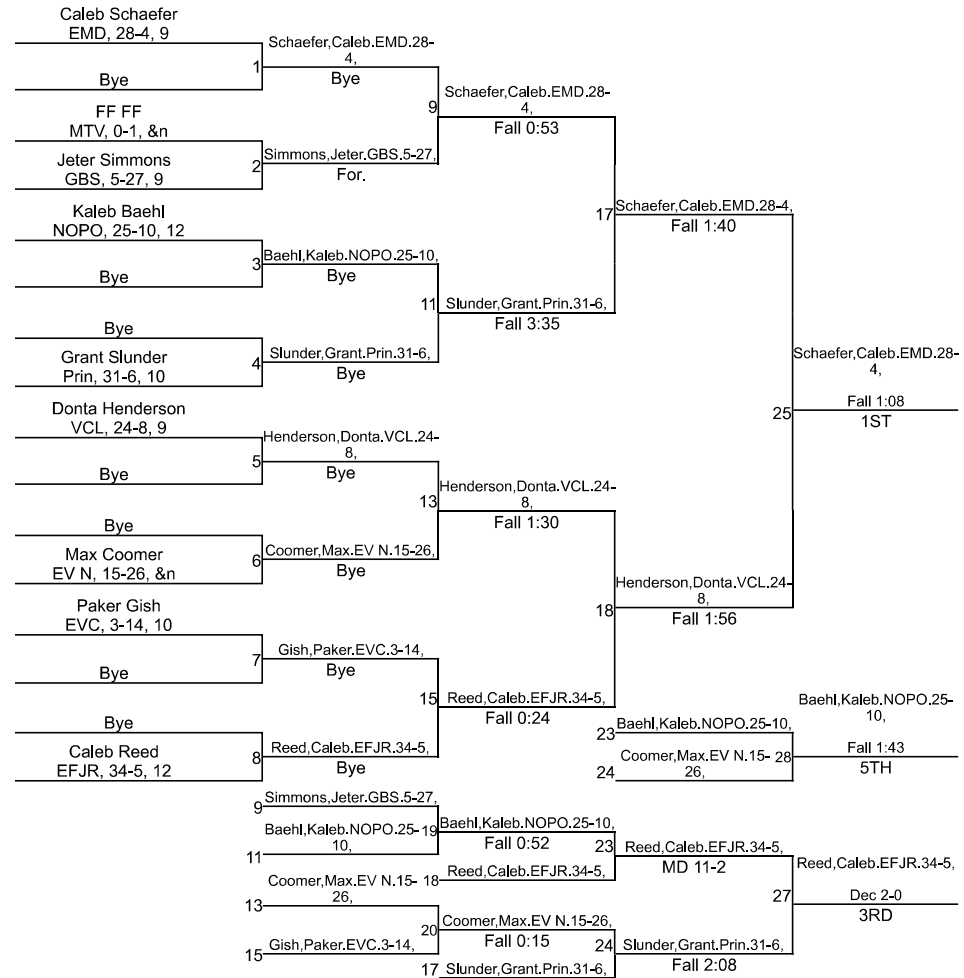 Caleb Schaefer
EMD, 28-4, 9
Bye
1
Schaefer,Caleb.EMD.28-
4,
Bye
FF FF
MTV, 0-1, &n
Jeter Simmons
GBS, 5-27, 9
2
Simmons,Jeter.GBS.5-27,
For.
9
Schaefer,Caleb.EMD.28-
4,
Fall 0:53
Kaleb Baehl
NOPO, 25-10, 12
Bye
3
Baehl,Kaleb.NOPO.25-10,
Bye
Bye
Grant Slunder
Prin, 31-6, 10
4
Slunder,Grant.Prin.31-6,
Bye
11
Slunder,Grant.Prin.31-6,
Fall 3:35
17
Schaefer,Caleb.EMD.28-4,
Fall 1:40
Donta Henderson
VCL, 24-8, 9
Bye
5
Henderson,Donta.VCL.24-
8,
Bye
Bye
Max Coomer
EV N, 15-26, &n
6
Coomer,Max.EV N.15-26,
Bye
13
Henderson,Donta.VCL.24-
8,
Fall 1:30
Paker Gish
EVC, 3-14, 10
Bye
7
Gish,Paker.EVC.3-14,
Bye
Bye
Caleb Reed
EFJR, 34-5, 12
8
Reed,Caleb.EFJR.34-5,
Bye
15
Reed,Caleb.EFJR.34-5,
Fall 0:24
18
Henderson,Donta.VCL.24-
8,
Fall 1:56
25
Schaefer,Caleb.EMD.28-
4,
Fall 1:08
1ST
23
Baehl,Kaleb.NOPO.25-10,
24
Coomer,Max.EV N.15-
26,
28
Baehl,Kaleb.NOPO.25-
10,
Fall 1:43
5TH
9
Simmons,Jeter.GBS.5-27,
11
Baehl,Kaleb.NOPO.25-
10,
19
Baehl,Kaleb.NOPO.25-10,
Fall 0:52
18
Reed,Caleb.EFJR.34-5,
23
Reed,Caleb.EFJR.34-5,
MD 11-2
13
Coomer,Max.EV N.15-
26,
15
Gish,Paker.EVC.3-14,
20
Coomer,Max.EV N.15-26,
Fall 0:15
17
Slunder,Grant.Prin.31-6,
24
Slunder,Grant.Prin.31-6,
Fall 2:08
27
Reed,Caleb.EFJR.34-5,
Dec 2-0
3RD